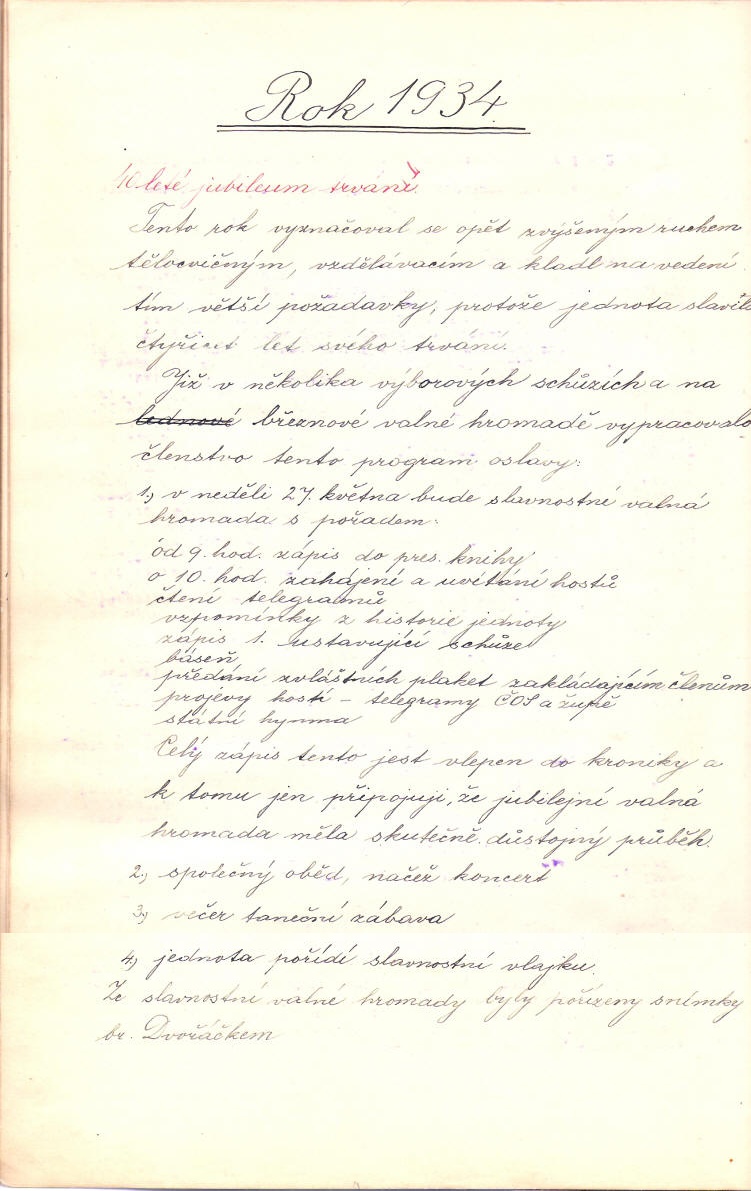 Rok 1934.
40 leté jubileum trvání.
Tento rok vyznačoval se opět zvýšeným ruchem
tělocvičným, vzdělávacím a kladl na vedení
tím větší požadavky, protože jednota slavila
čtyřicet let svého trvání.
Již v několika výborových schůzích a na
lednové březnové valné hromadě vypracovalo
členstvo tento program oslavy:
1.) v neděli 27. května bude slavnostní valná
hromada s pořadem:
od 9. hod. zápis do pres. knihy
o 10. hod. zahájení a uvítání hostů
čtení telegramů
vzpomínky z historie jednoty
zápis 1. ustavující schůze
báseň
předání zvláštních plaket zakládajícím členům
projevy hostí – telegramy ČOS a župě
státní hymna
Celý zápis tento jest vlepen do kroniky a
k tomu jen připojuji, že jubilejní valná
hromada měla skutečně důstojný průběh.
2.) společný oběd, načež koncert
3.) večer taneční zábava
4.) jednota pořídí slavnostní vlajku.
Ze slavnostní valné hromady byly pořízeny snímky
br. Dvořáčkem